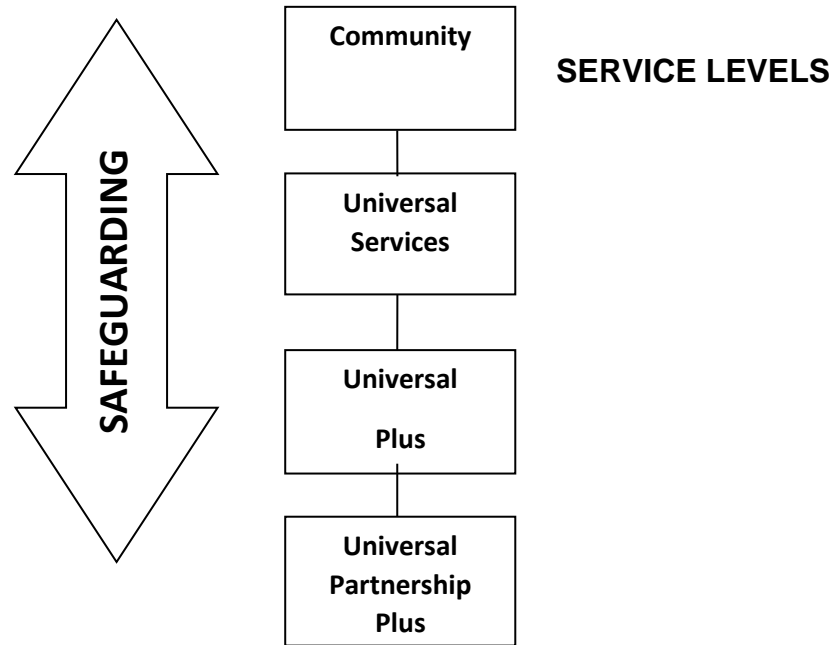 Community
SERVICE LEVELS
SAFEGUARDING
Universal
Services
Universal
Plus
Universal
Partnership
Plus